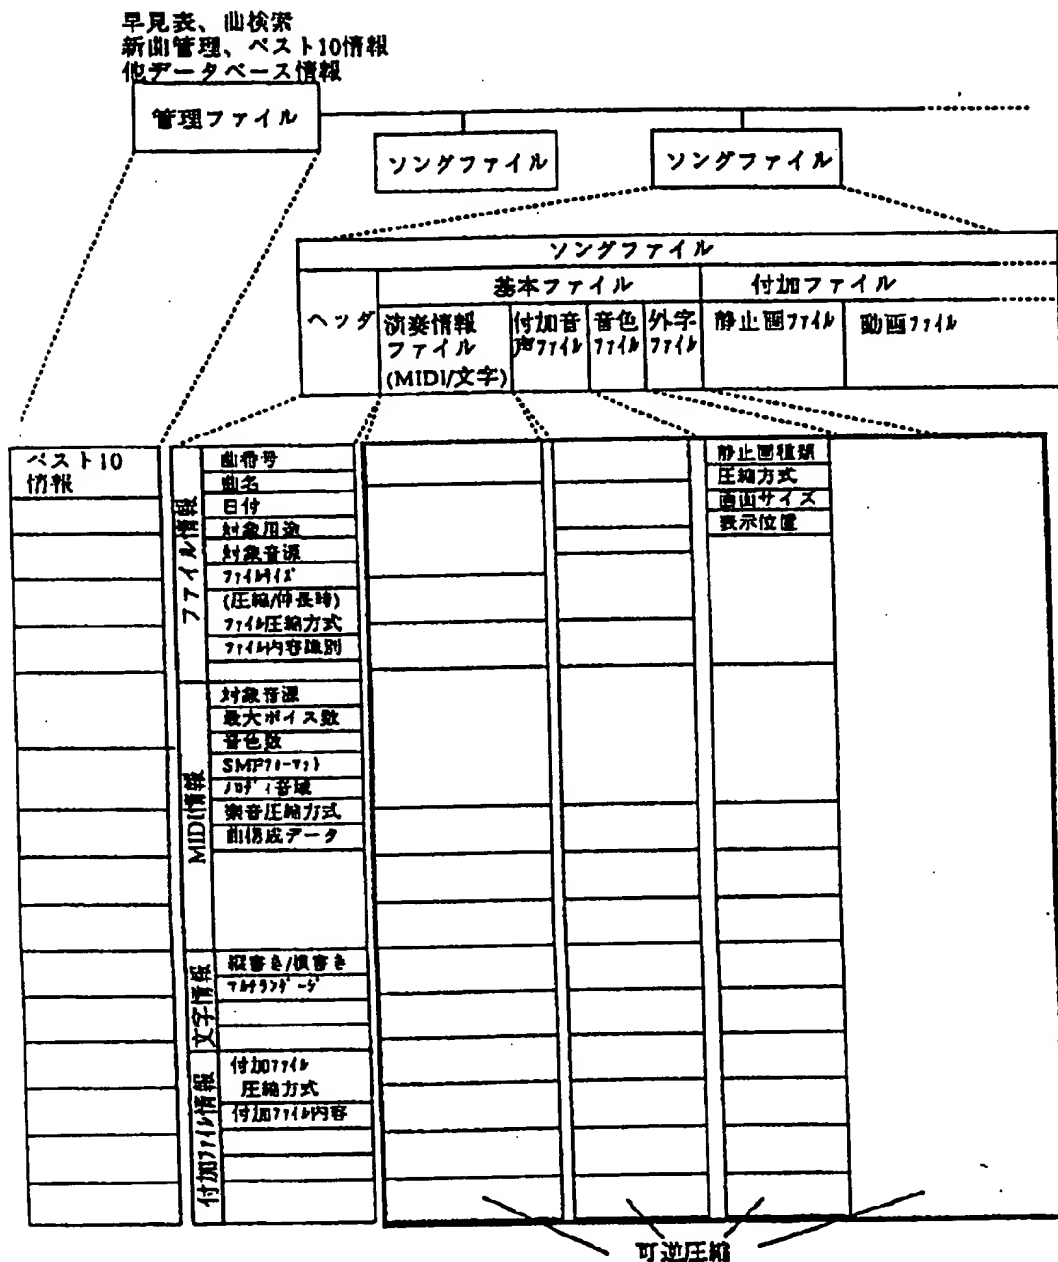 早見表、曲検索
新曲管理、ベスト10情報
他データベース情報
管理ファイル
ソングファイル
ソングファイル
ソングファイル
基本ファイル
付加ファイル
ヘッダ
演奏情報
ファイル
(MIDI/文字)
付加音
声ファイル
音色
ファイル
外字
ファイル
静止画ファイル
動画ファイル
ベスト10
情報
ファイル情報
曲番号
曲名
日付
対象用途
対象音源
ファイルサイズ
(圧縮/伸長時)
ファイル圧縮方式
ファイル内容識別
MIDI情報
対象音源
最大ボイス数
音色数
SMFフォーマット
メロディ音域
楽音圧縮方式
曲構成データ
文字情報
縦書き/横書き
マルチランゲージ
付加ファイル情報
付加ファイル
圧縮方式
付加ファイル内容
静止画種類
圧縮方式
画面サイズ
表示位置
可逆圧縮